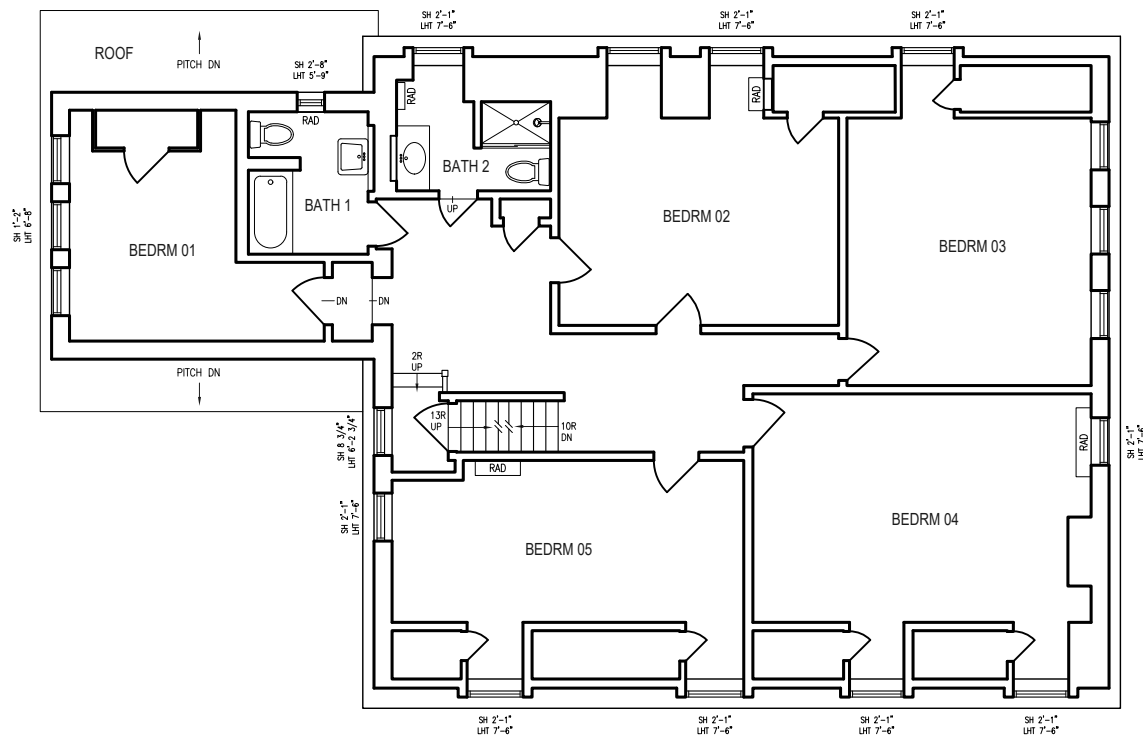 SH 2'-1"
LHT 7'-6"
SH 2'-1"
LHT 7'-6"
SH 2'-1"
LHT 7'-6"
ROOF
PITCH DN
SH 2'-8"
LHT 5'-9"
RAD
RAD
RAD
BATH 2
BATH 1
UP
SH 1'-2"
LHT 6'-8"
BEDRM 01
BEDRM 02
BEDRM 03
DN
DN
PITCH DN
2R
UP
13R
UP
10R
DN
SH 8 3/4"
LHT 6'-2 3/4"
RAD
RAD
SH 2'-1"
LHT 7'-6"
SH 2'-1"
LHT 7'-6"
BEDRM 04
BEDRM 05
SH 2'-1"
LHT 7'-6"
SH 2'-1"
LHT 7'-6"
SH 2'-1"
LHT 7'-6"
SH 2'-1"
LHT 7'-6"